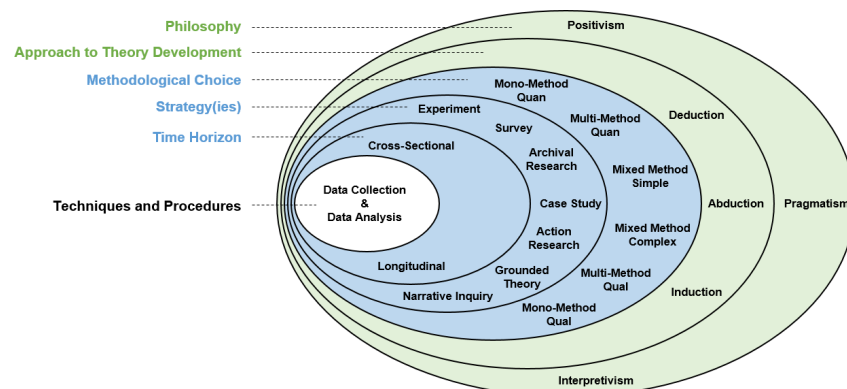 Philosophy
Approach to Theory Development
Methodological Choice
Strategy(ies)
Time Horizon
Techniques and Procedures
Positivism
Pragmatism
Interpretivism
Deduction
Abduction
Induction
Mono-Method
Quan
Multi-Method
Quan
Mixed Method
Simple
Mixed Method
Complex
Multi-Method
Qual
Mono-Method
Qual
Experiment
Survey
Archival
Research
Case Study
Action
Research
Grounded
Theory
Narrative Inquiry
Cross-Sectional
Longitudinal
Data Collection
&
Data Analysis